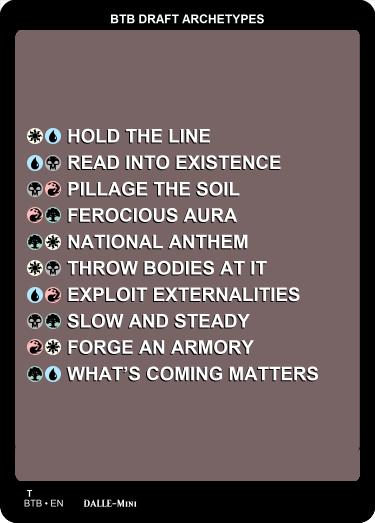 BTB DRAFT ARCHETYPES
HOLD THE LINE
READ INTO EXISTENCE
PILLAGE THE SOIL
FEROCIOUS AURA
NATIONAL ANTHEM
THROW BODIES AT IT
EXPLOIT EXTERNALITIES
SLOW AND STEADY
FORGE AN ARMORY
WHAT'S COMING MATTERS
T
BTB • EN DALLE-Mini